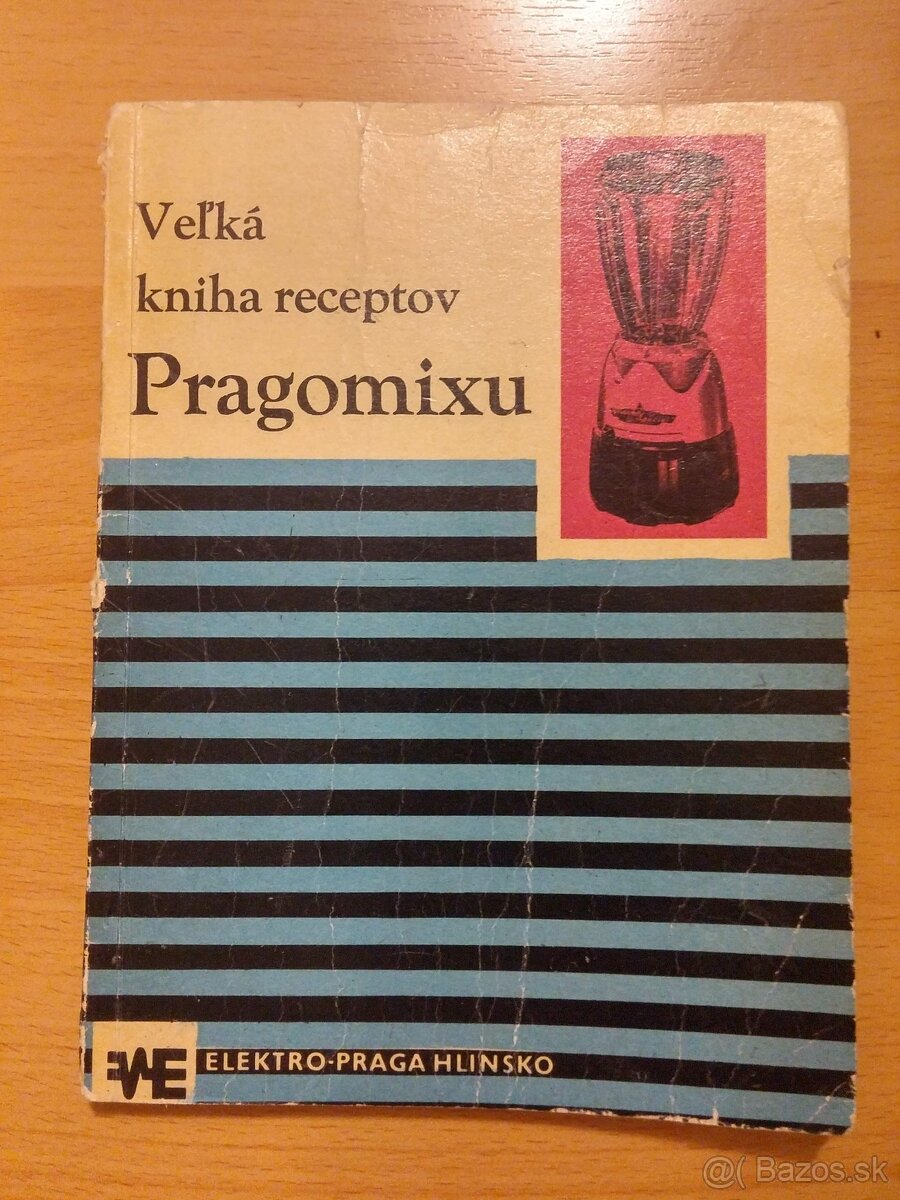 Veľká
kniha receptov
Pragomixu
ELEKTRO-PRAGA HLINSKO
@( Bazos.sk